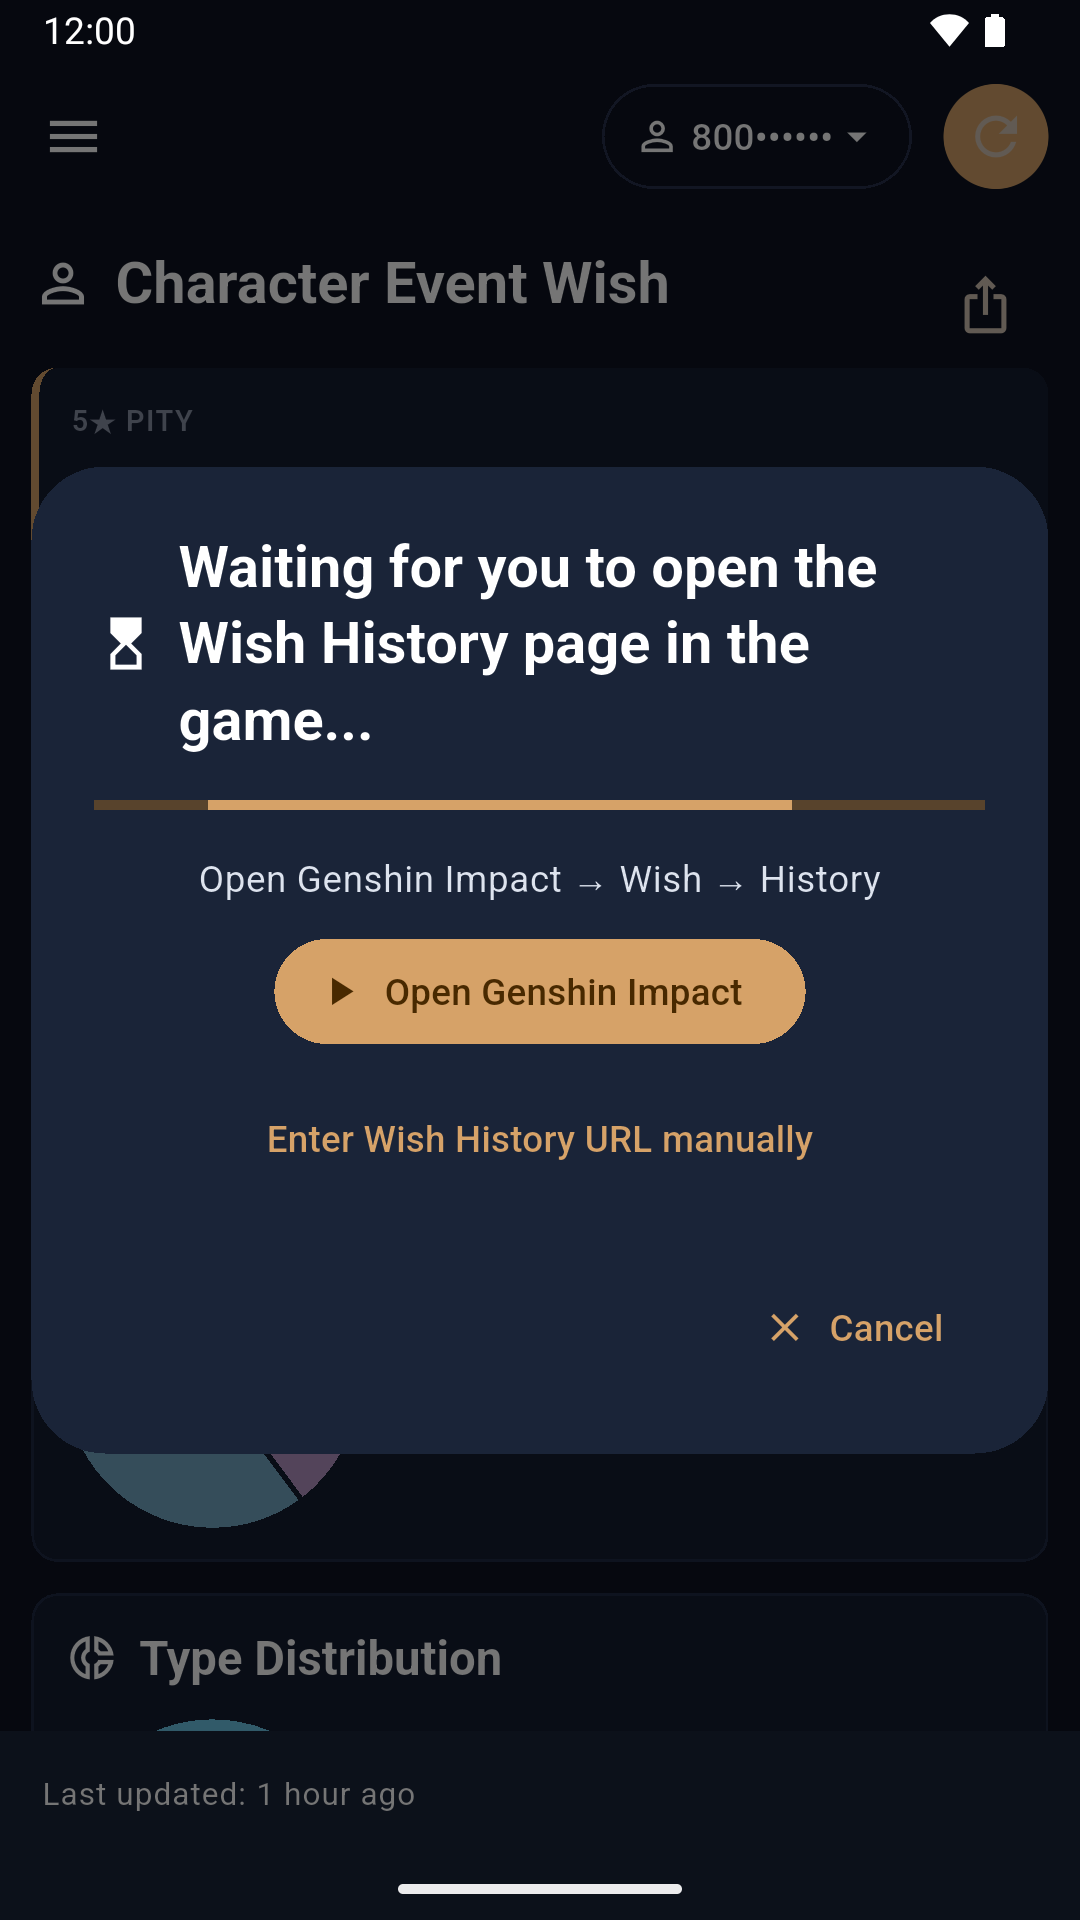 12:00
800••••••
Character Event Wish
5★ PITY
Waiting for you to open the
Wish History page in the
game...
Open Genshin Impact → Wish → History
Open Genshin Impact
Enter Wish History URL manually
Cancel
Type Distribution
Last updated: 1 hour ago